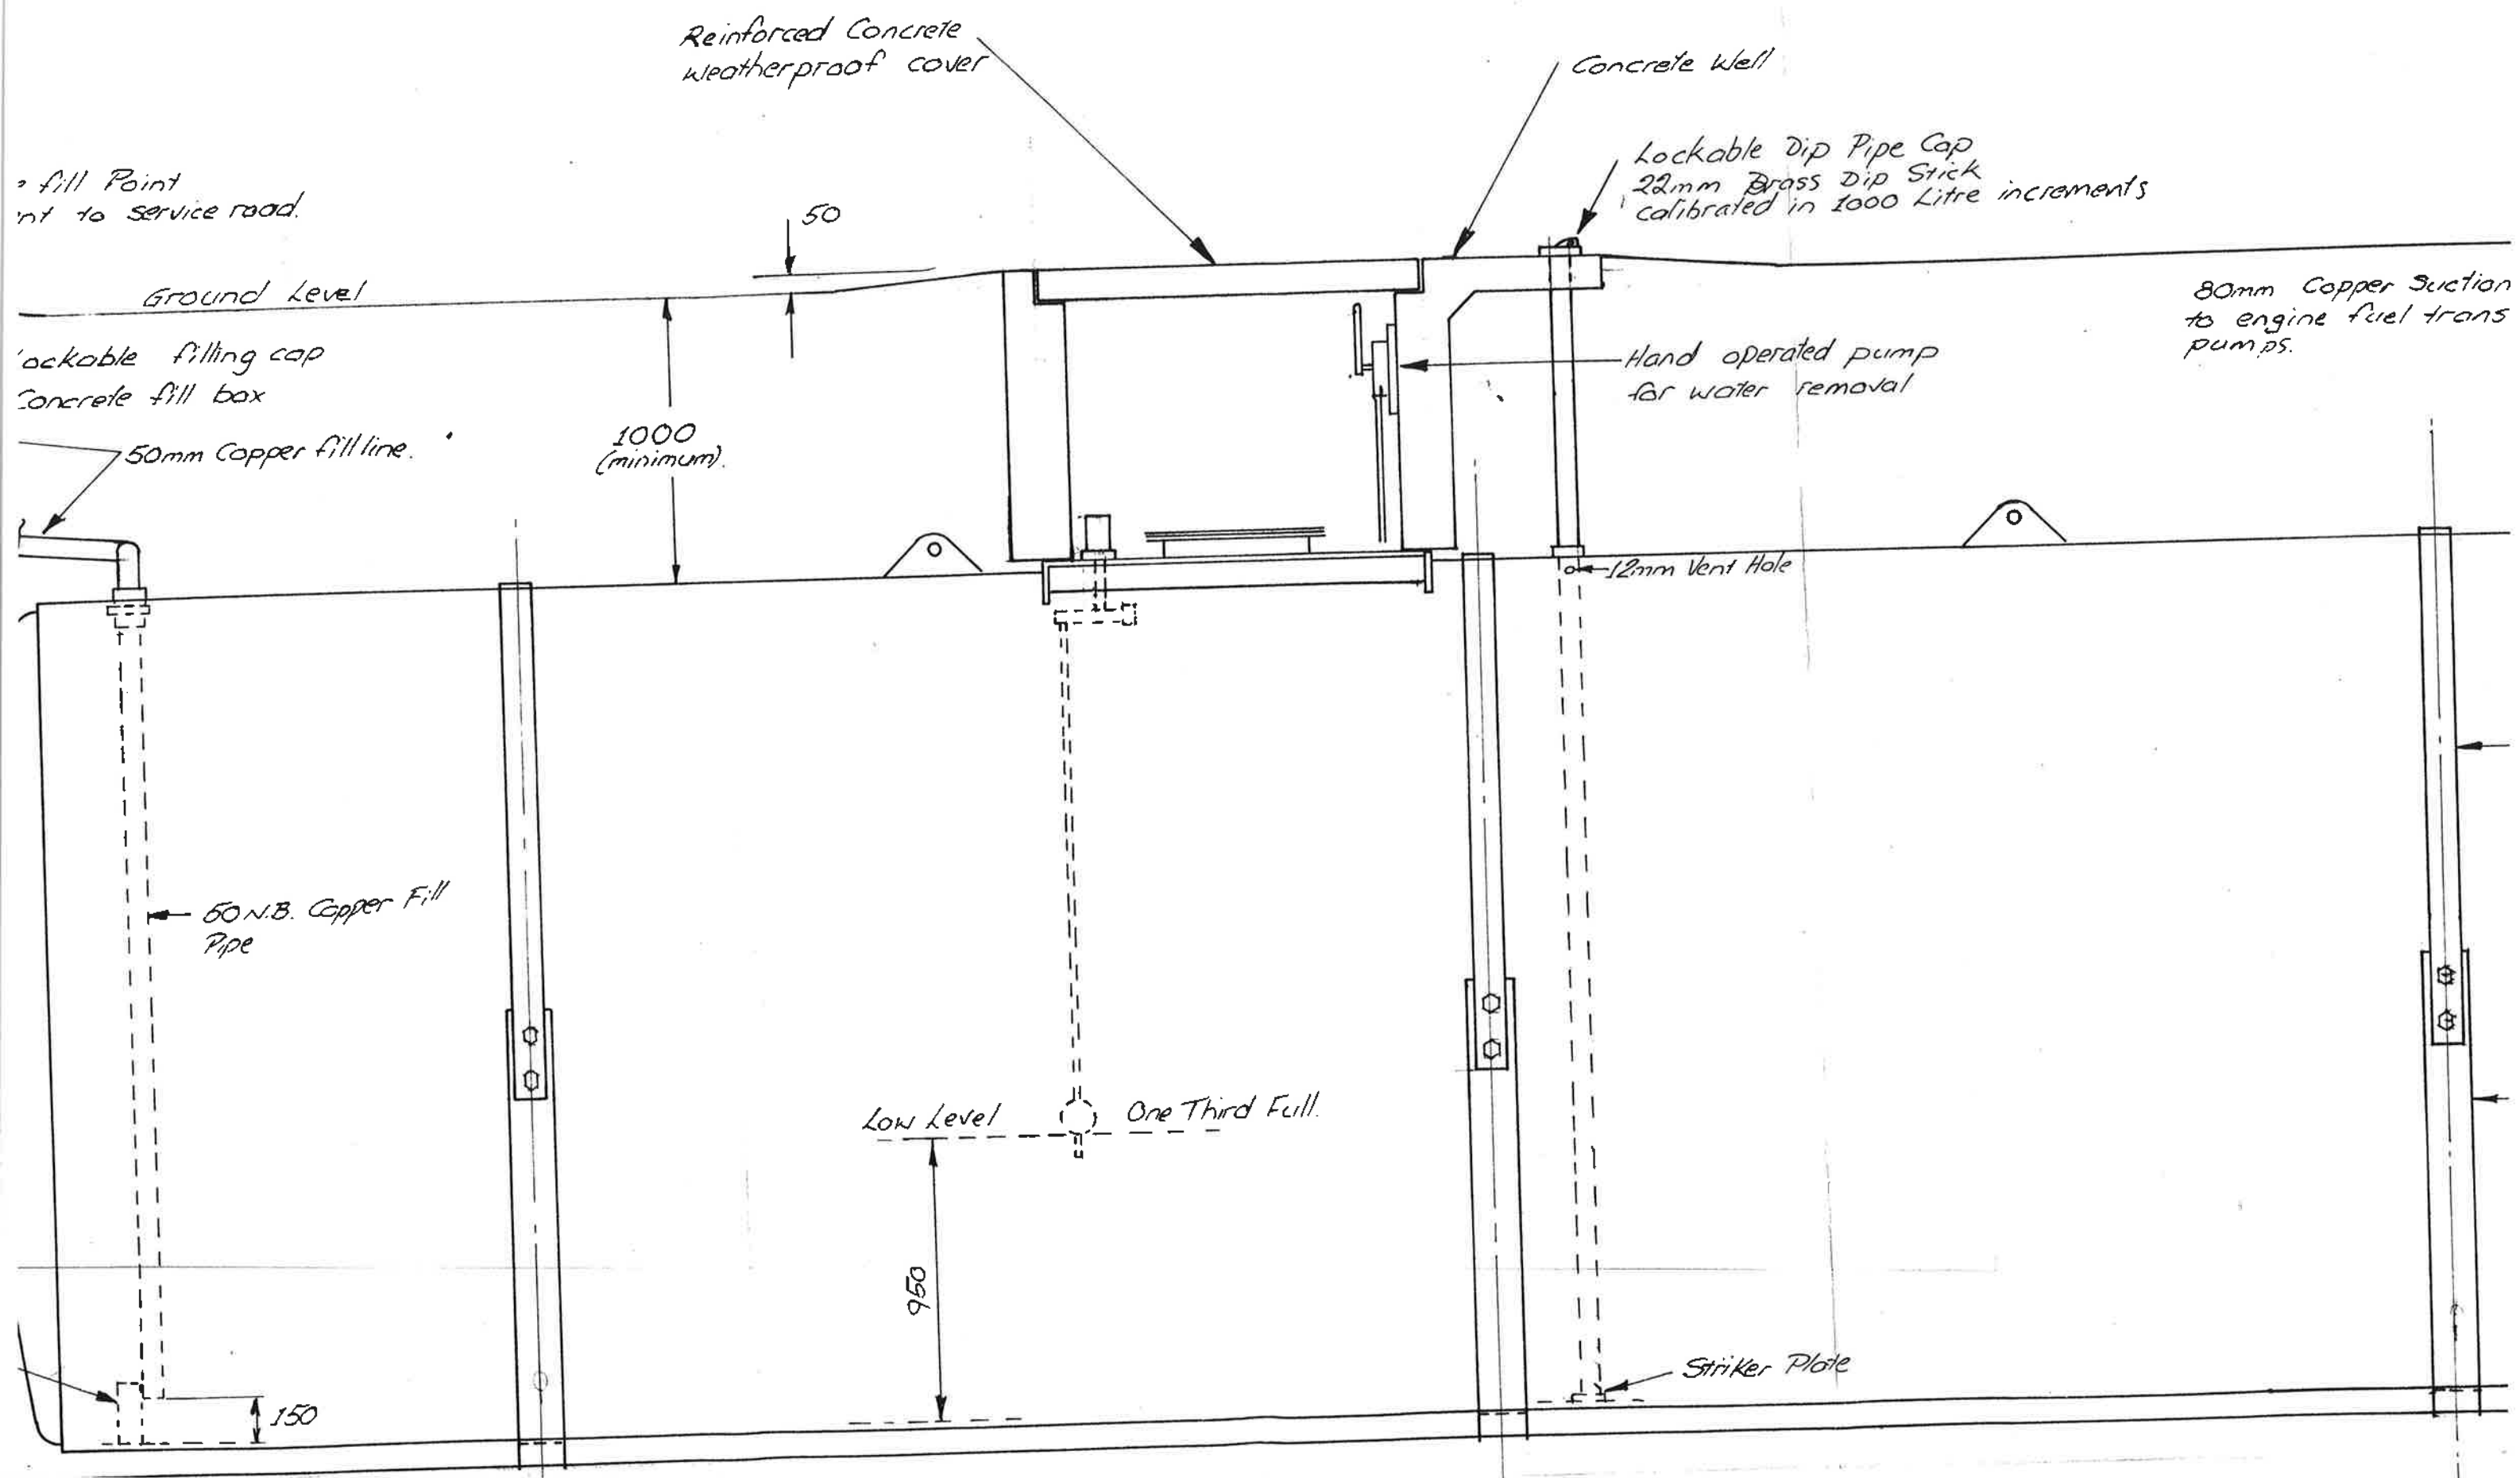 Reinforced Concrete
Weatherproof cover
Concrete Well
Lockable Dip Pipe Cap
22mm Brass Dip Stick
calibrated in 1000 Litre increments
fill Point
to service road.
50
Ground Level
80mm Copper Suction
to engine fuel trans
pumps.
ockable filling cap
Concrete fill box
Hand operated pump
for water removal
1000
(minimum).
50mm Copper fill line.
12mm Vent Hole
50 N.B. Copper Fill
Pipe
Low Level
One Third Full.
950
Striker Plate
150